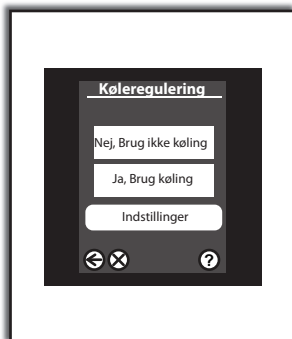 Køleregulering
Nej, Brug ikke køling
Ja, Brug køling
Indstillinger
?